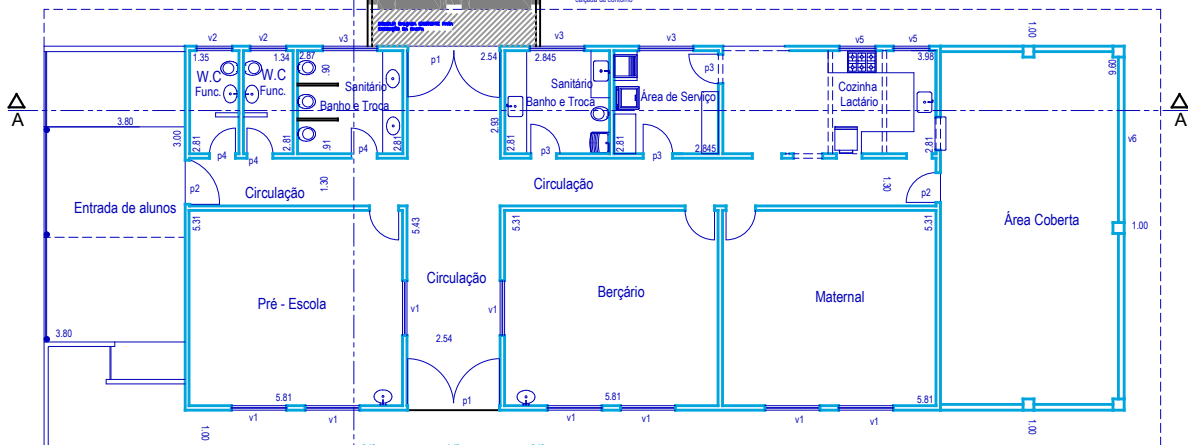 calçada de contorno
v2
v2
v3
v3
v3
v5
v5
1.00
1.35
1.34
2.87
.90
p1
2.54
2.845
p3
3.98
9.60
W.C
Func.
W.C
Func.
Sanitário
Banho e Troca
Sanitário
Banho e Troca
Área de Serviço
Cozinha
Lactário
A
A
3.80
3.00
2.81
2.81
.91
2.81
2.93
2.81
2.81
2.845
2.81
v6
p4
p4
p4
p3
p3
p2
Circulação
1.30
Circulação
1.30
p2
Entrada de alunos
5.31
5.43
5.31
5.31
Área Coberta
1.00
Pré - Escola
Circulação
Berçário
Maternal
v1
v1
3.80
2.54
5.81
p1
5.81
5.81
v1
v1
v1
v1
v1
v1
1.00
1.00